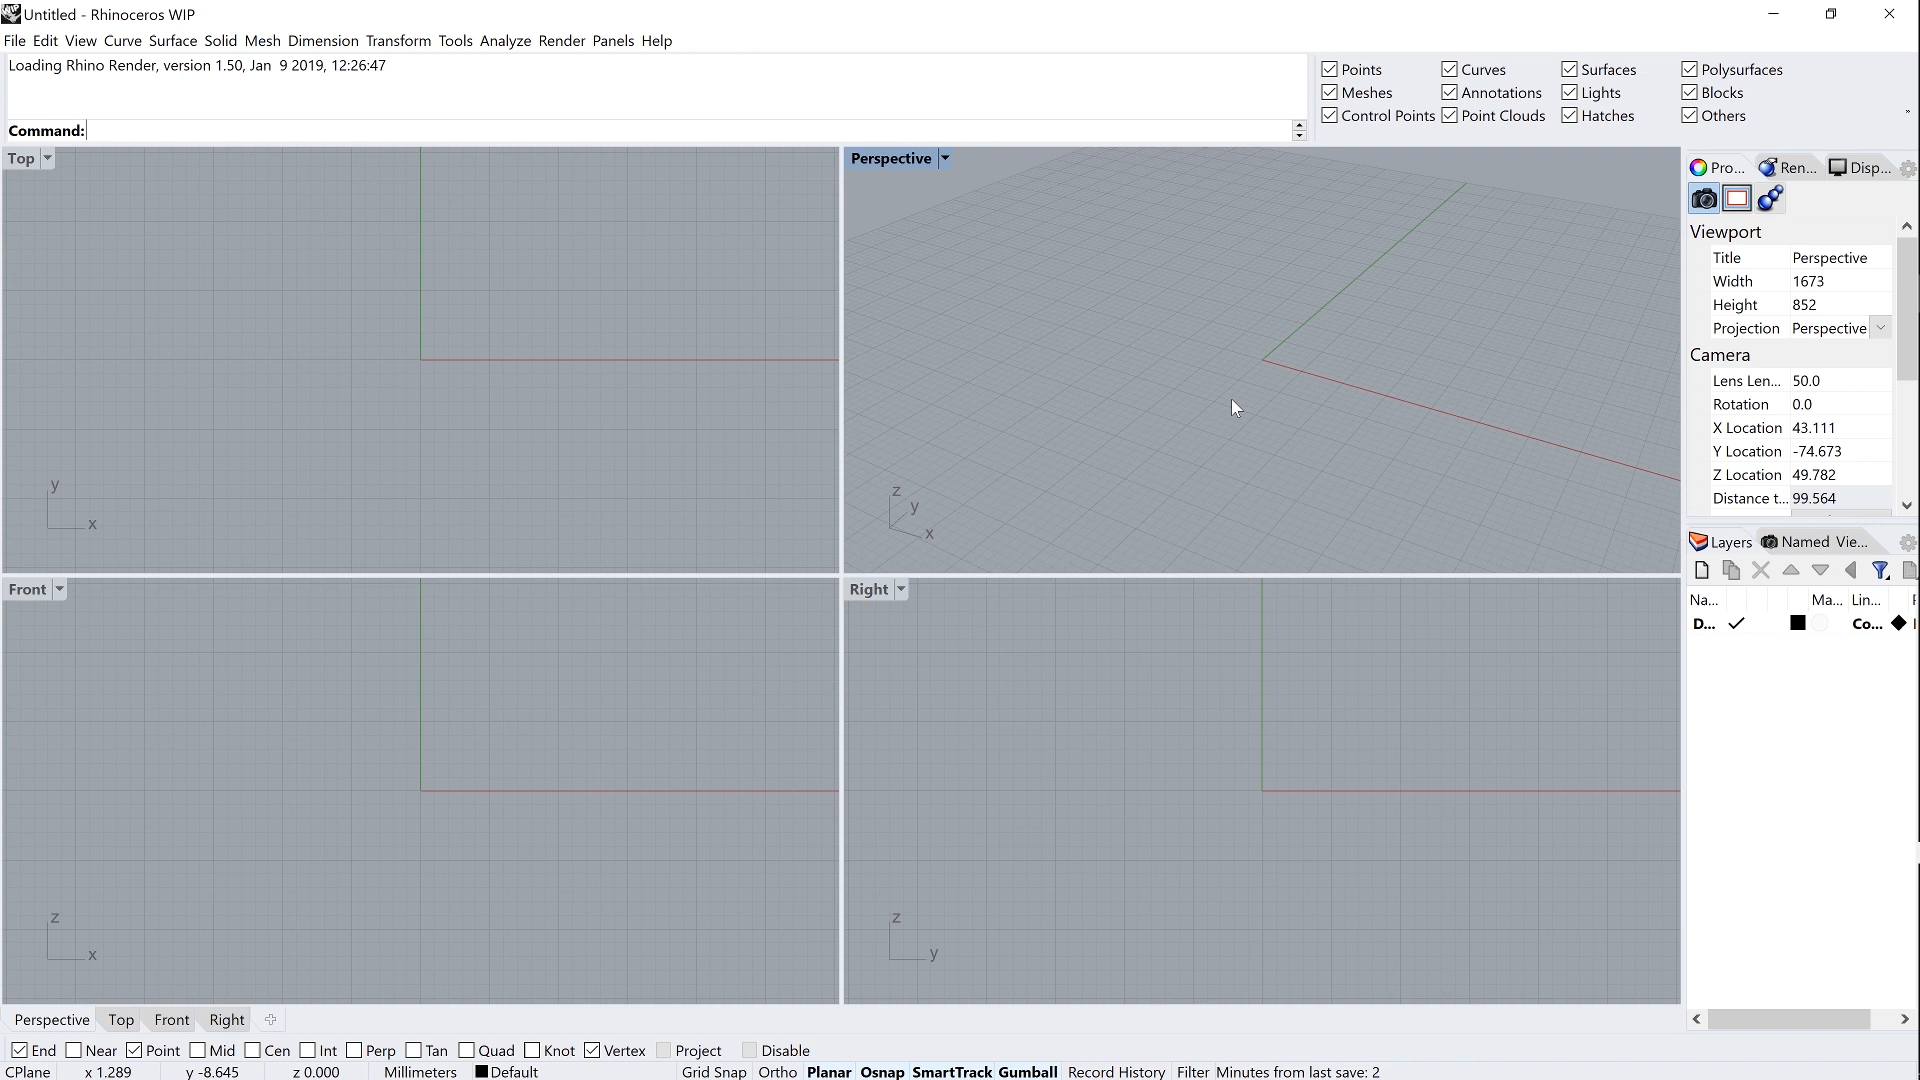 Untitled - Rhinoceros WIP
File Edit View Curve Surface Solid Mesh Dimension Transform Tools Analyze Render Panels Help
Loading Rhino Render, version 1.50, Jan 9 2019, 12:26:47
Command:
Points Curves Surfaces Polysurfaces
Meshes Annotations Lights Blocks
Control Points Point Clouds Hatches Others
Top
y
x
Perspective
z
y
x
Front
z
x
Right
z
y
Pro... Ren... Disp...
Viewport
Title Perspective
Width 1673
Height 852
Projection Perspective
Camera
Lens Len... 50.0
Rotation 0.0
X Location 43.111
Y Location -74.673
Z Location 49.782
Distance t... 99.564
Layers Named Vie...
Na... Ma... Lin...
D... Co...
Perspective Top Front Right
End Near Point Mid Cen Int Perp Tan Quad Knot Vertex Project Disable
CPlane x 1.289 y -8.645 z 0.000 Millimeters Default Grid Snap Ortho Planar Osnap SmartTrack Gumball Record History Filter Minutes from last save: 2